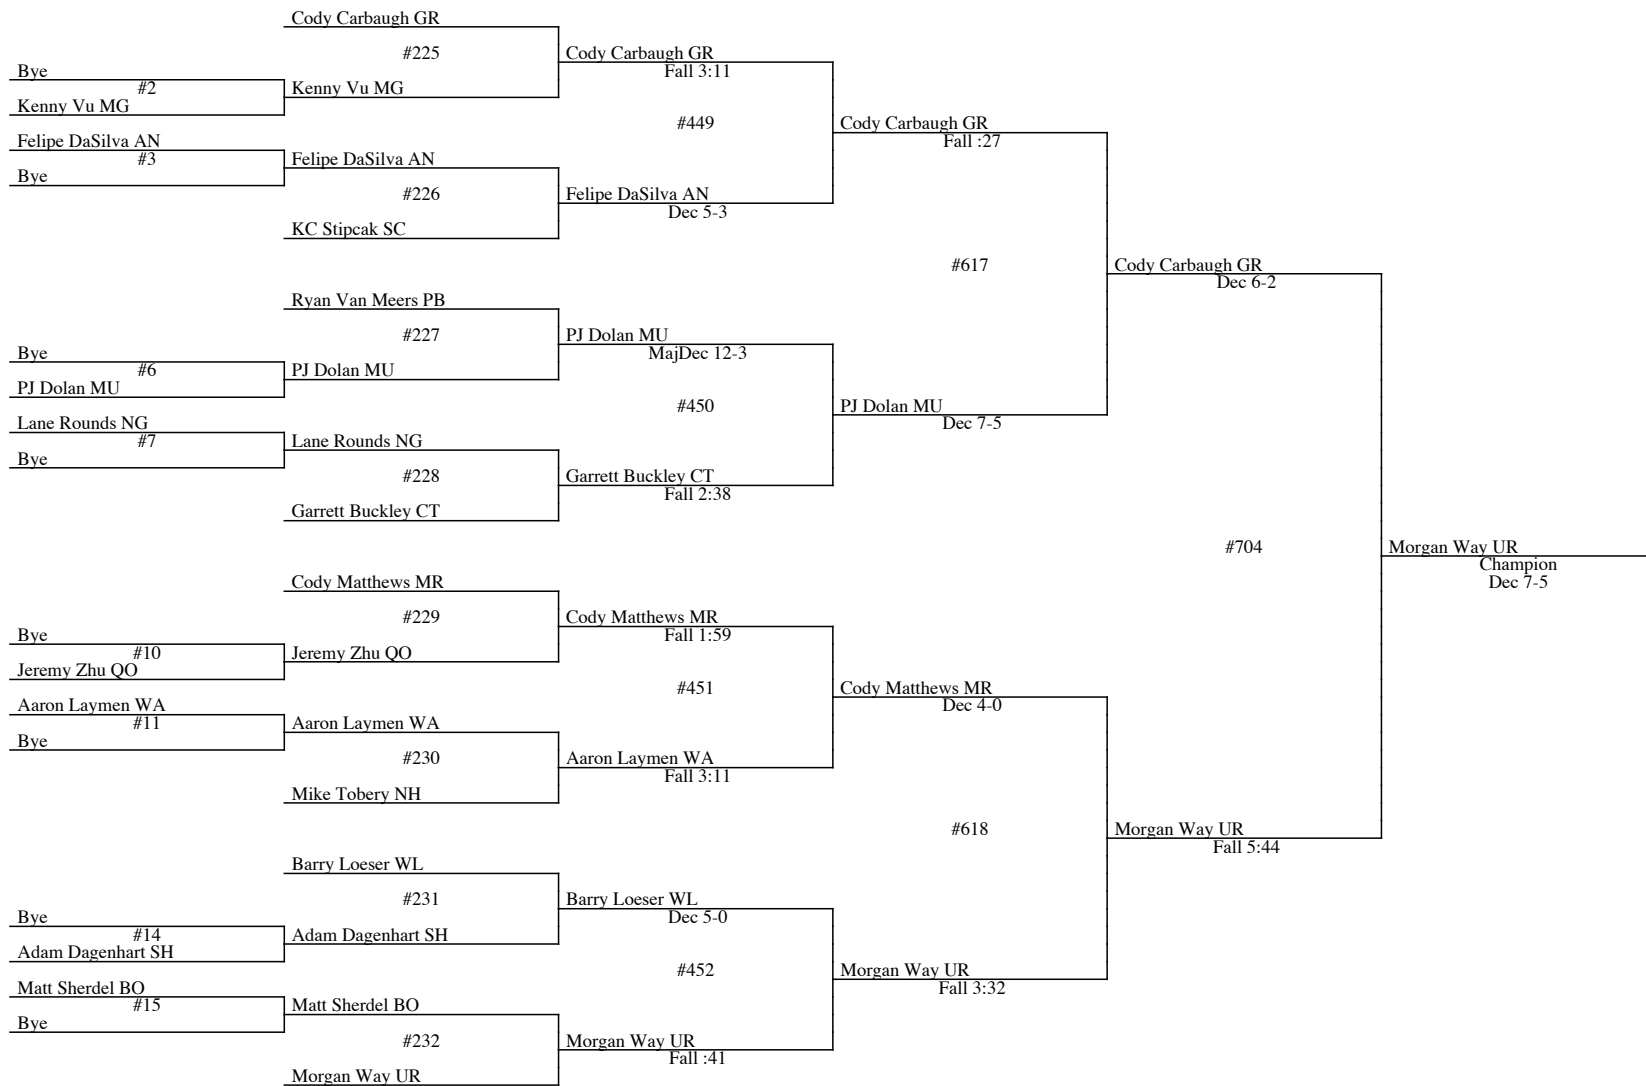 Cody Carbaugh GR
#225
Cody Carbaugh GR
Fall 3:11
Bye
#2
Kenny Vu MG
Kenny Vu MG
#449
Cody Carbaugh GR
Fall :27
Felipe DaSilva AN
#3
Bye
Felipe DaSilva AN
#226
Felipe DaSilva AN
Dec 5-3
KC Stipcak SC
#617
Cody Carbaugh GR
Dec 6-2
Ryan Van Meers PB
#227
PJ Dolan MU
MajDec 12-3
Bye
#6
PJ Dolan MU
PJ Dolan MU
#450
PJ Dolan MU
Dec 7-5
Lane Rounds NG
#7
Bye
Lane Rounds NG
#228
Garrett Buckley CT
Fall 2:38
Garrett Buckley CT
#704
Morgan Way UR
Champion
Dec 7-5
Cody Matthews MR
#229
Cody Matthews MR
Fall 1:59
Bye
#10
Jeremy Zhu QO
Jeremy Zhu QO
#451
Cody Matthews MR
Dec 4-0
Aaron Laymen WA
#11
Bye
Aaron Laymen WA
#230
Aaron Laymen WA
Fall 3:11
Mike Tobery NH
#618
Morgan Way UR
Fall 5:44
Barry Loeser WL
#231
Barry Loeser WL
Dec 5-0
Bye
#14
Adam Dagenhart SH
Adam Dagenhart SH
#452
Morgan Way UR
Fall 3:32
Matt Sherdel BO
#15
Bye
Matt Sherdel BO
#232
Morgan Way UR
Fall :41
Morgan Way UR